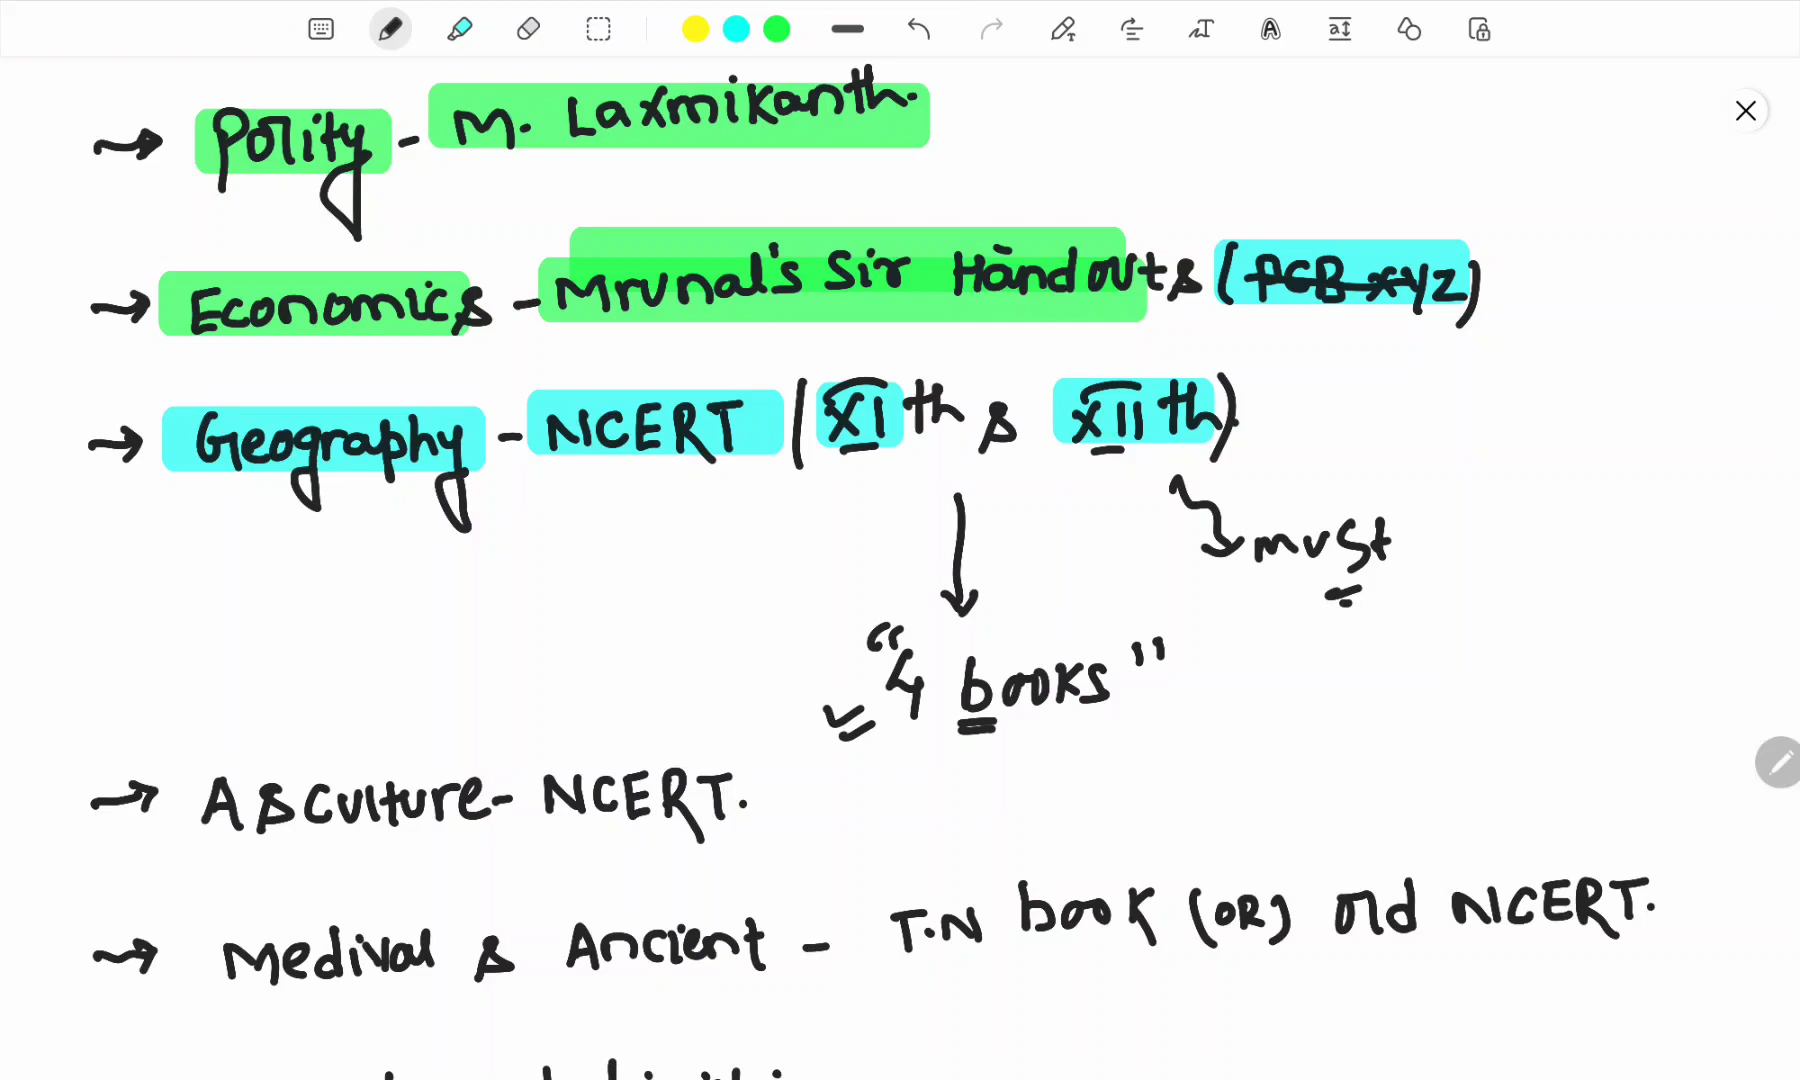 → Polity - M. Laxmikanth.
→ Economics - Mrunal's Sir Handouts (PCB xyz)
→ Geography - NCERT (XIth & XIIth)
must
"4 books"
→ A & culture - NCERT.
→ Medival & Ancient - T.N book (OR) old NCERT.